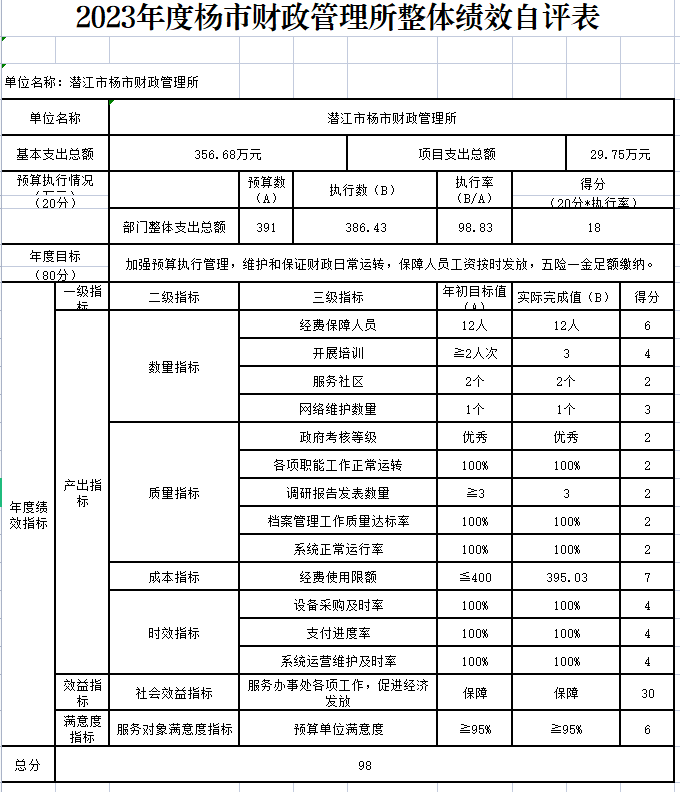 2023年度杨市财政管理所整体绩效自评表
单位名称：潜江市杨市财政管理所
单位名称 潜江市杨市财政管理所
基本支出总额 356.68万元 项目支出总额 29.75万元
预算执行情况（万元）（20分） 预算数（A） 执行数（B） 执行率（B/A） 得分（20分*执行率）
部门整体支出总额 391 386.43 98.83 18
年度目标（80分） 加强预算执行管理，维护和保证财政日常运转，保障人员工资按时发放，五险一金足额缴纳。
年度绩效指标 一级指标 二级指标 三级指标 年初目标值（A） 实际完成值（B） 得分
产出指标 数量指标 经费保障人员 12人 12人 6
开展培训 ≧2人次 3 4
服务社区 2个 2个 2
网络维护数量 1个 1个 3
质量指标 政府考核等级 优秀 优秀 2
各项职能工作正常运转 100% 100% 2
调研报告发表数量 ≧3 3 2
档案管理工作质量达标率 100% 100% 2
系统正常运行率 100% 100% 2
成本指标 经费使用限额 ≦400 395.03 7
时效指标 设备采购及时率 100% 100% 4
支付进度率 100% 100% 4
系统运营维护及时率 100% 100% 4
效益指标 社会效益指标 服务办事处各项工作，促进经济发放 保障 保障 30
满意度指标 服务对象满意度指标 预算单位满意度 ≧95% ≧95% 6
总分 98